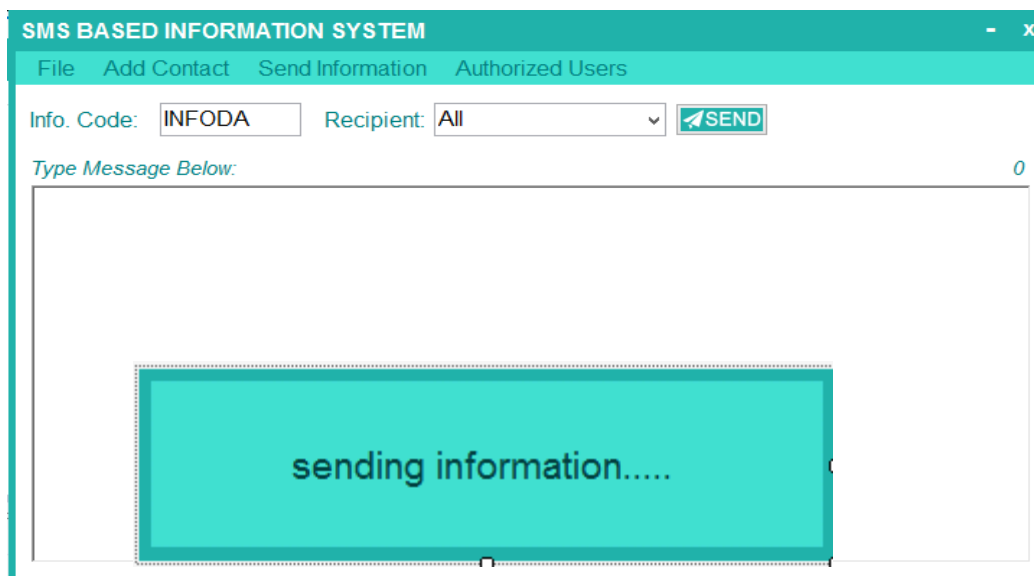 SMS BASED INFORMATION SYSTEM - x
File Add Contact Send Information Authorized Users
Info. Code: INFODA Recipient: All SEND
Type Message Below: 0
sending information.....